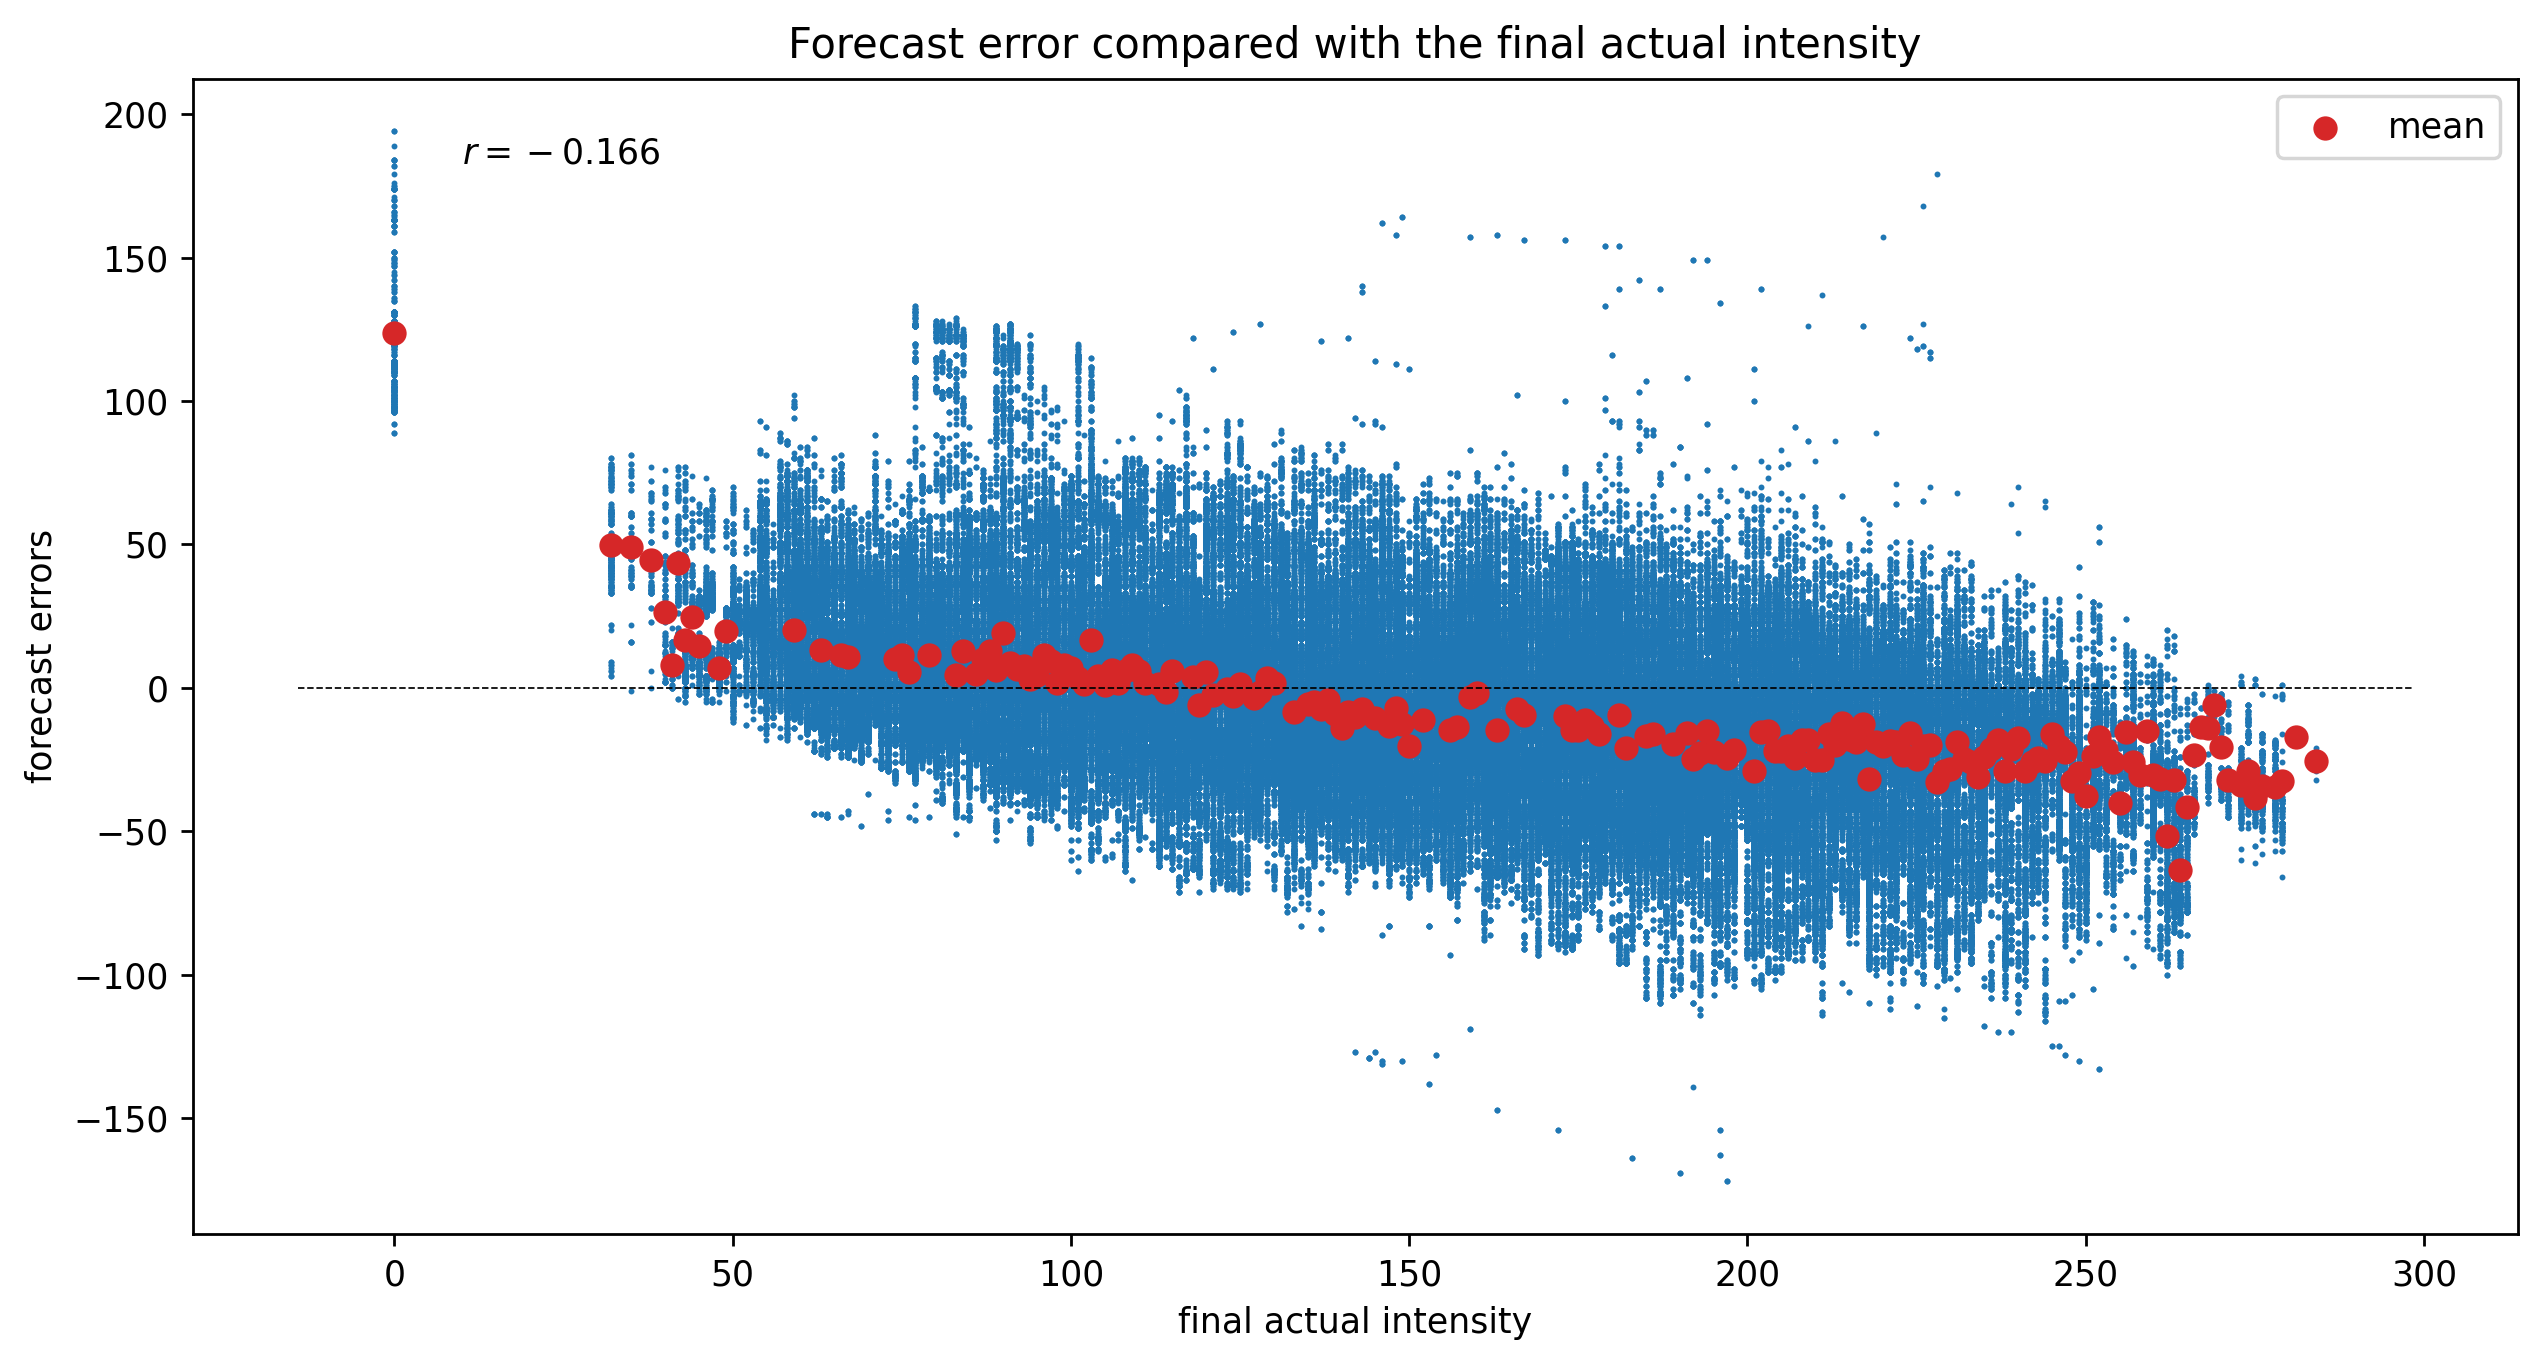 Forecast error compared with the final actual intensity
mean
r = −0.166
forecast errors
200
150
100
50
0
−50
−100
−150
0 50 100 150 200 250 300
final actual intensity